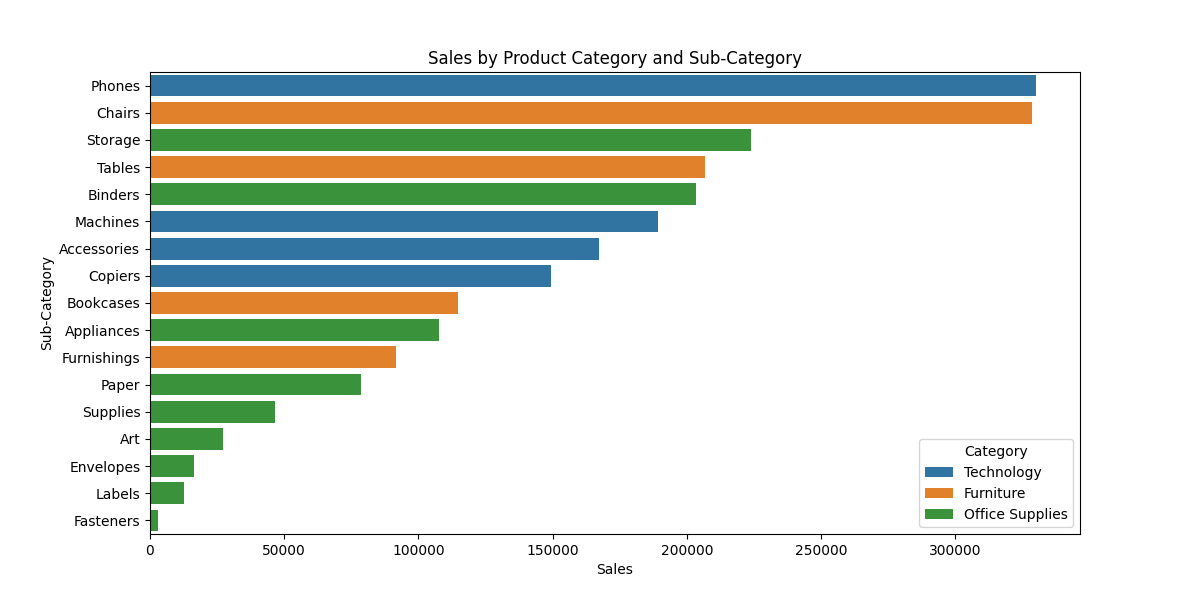 Sales by Product Category and Sub-Category
Sub-Category
Phones
Chairs
Storage
Tables
Binders
Machines
Accessories
Copiers
Bookcases
Appliances
Furnishings
Paper
Supplies
Art
Envelopes
Labels
Fasteners
Category
Technology
Furniture
Office Supplies
0 50000 100000 150000 200000 250000 300000
Sales